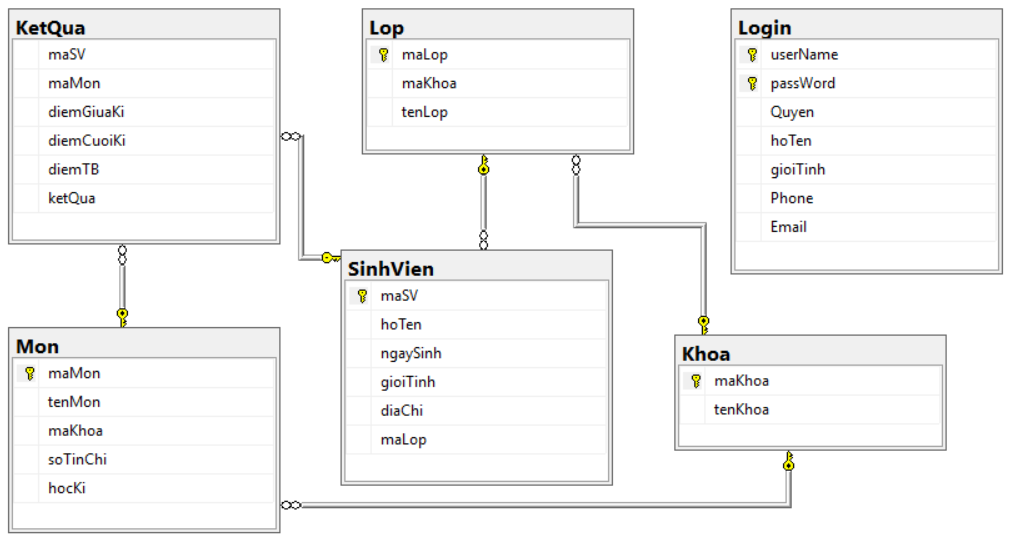 KetQua
maSV
maMon
diemGiuaKi
diemCuoiKi
diemTB
ketQua
Lop
maLop
maKhoa
tenLop
Login
userName
passWord
Quyen
hoTen
gioiTinh
Phone
Email
Mon
maMon
tenMon
maKhoa
soTinChi
hocKi
SinhVien
maSV
hoTen
ngaySinh
gioiTinh
diaChi
maLop
Khoa
maKhoa
tenKhoa